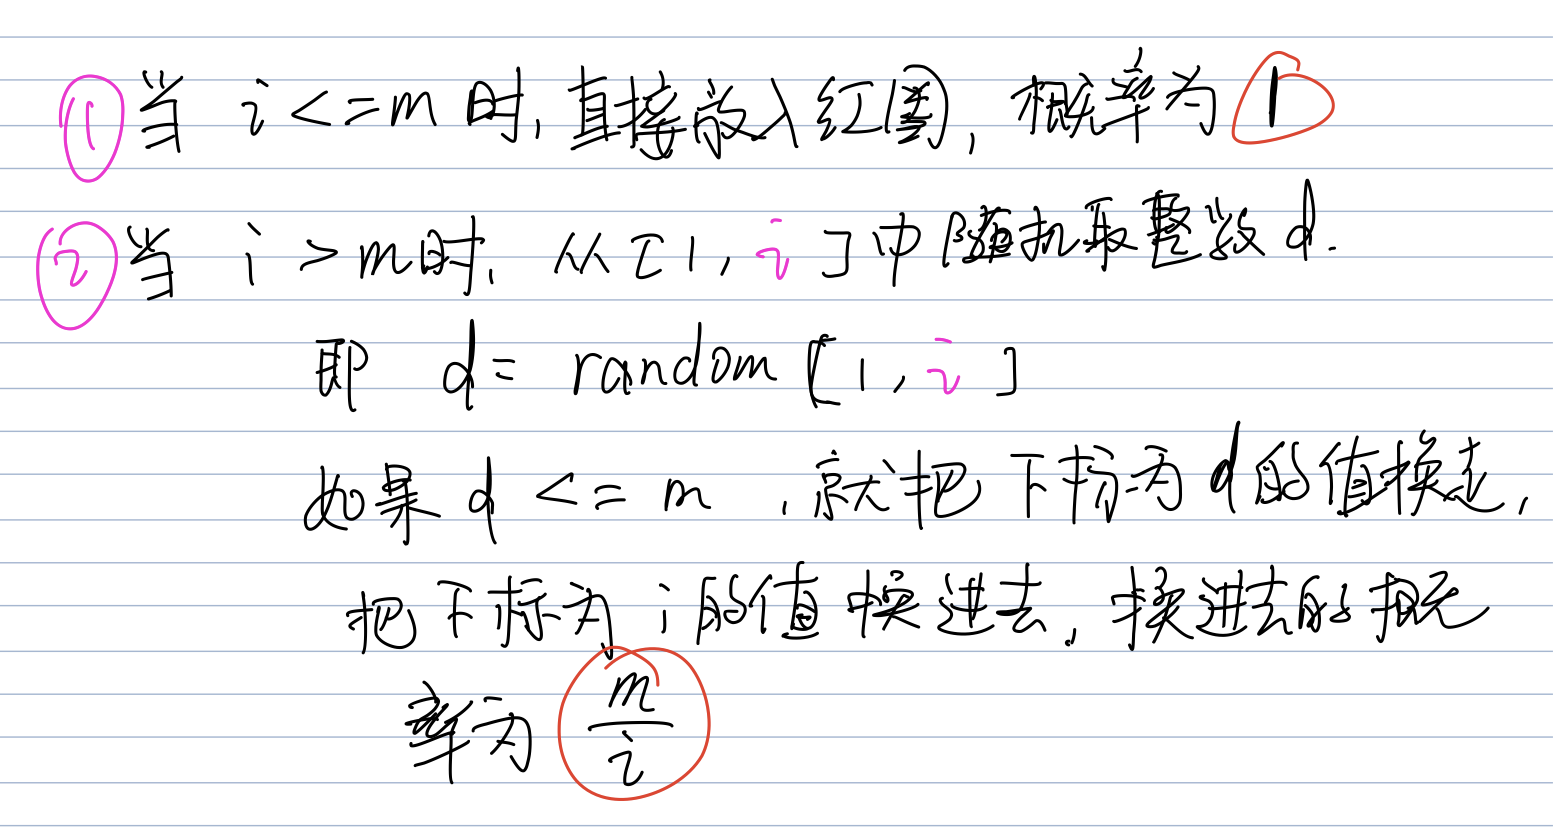 ① 当 i <= m 时, 直接放入红圈, 概率为 1
② 当 i > m 时, 从 [1, i] 中随机取整数 d.
即 d = random [1, i]
如果 d <= m , 就把下标为 d 的值换走,
把下标为 i 的值换进去, 换进去的概
率为 m/i